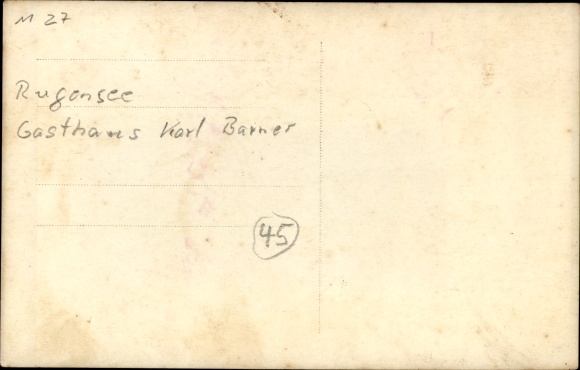 M 27
Rugensee
Gasthaus Karl Barner
45